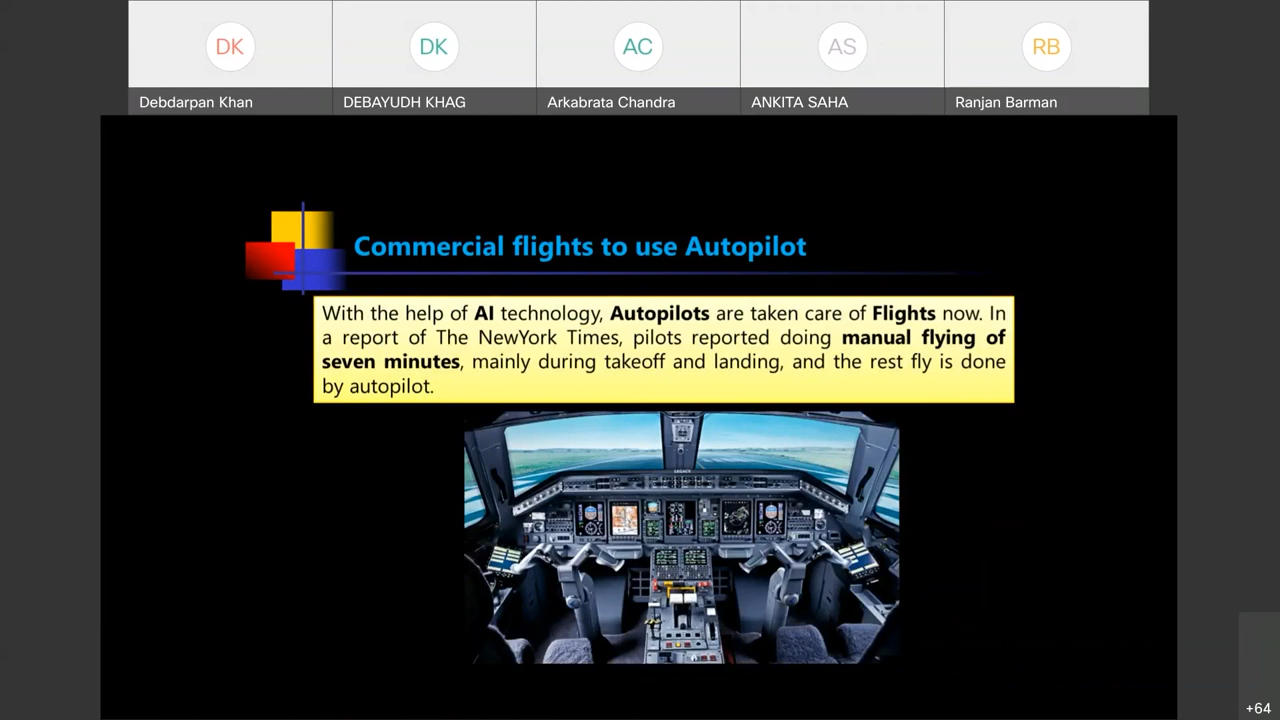 DK
DK
AC
AS
RB
Debdarpan Khan
DEBAYUDH KHAG
Arkabrata Chandra
ANKITA SAHA
Ranjan Barman
Commercial flights to use Autopilot
With the help of AI technology, Autopilots are taken care of Flights now. In
a report of The NewYork Times, pilots reported doing manual flying of
seven minutes, mainly during takeoff and landing, and the rest fly is done
by autopilot.
LEGACY
+64